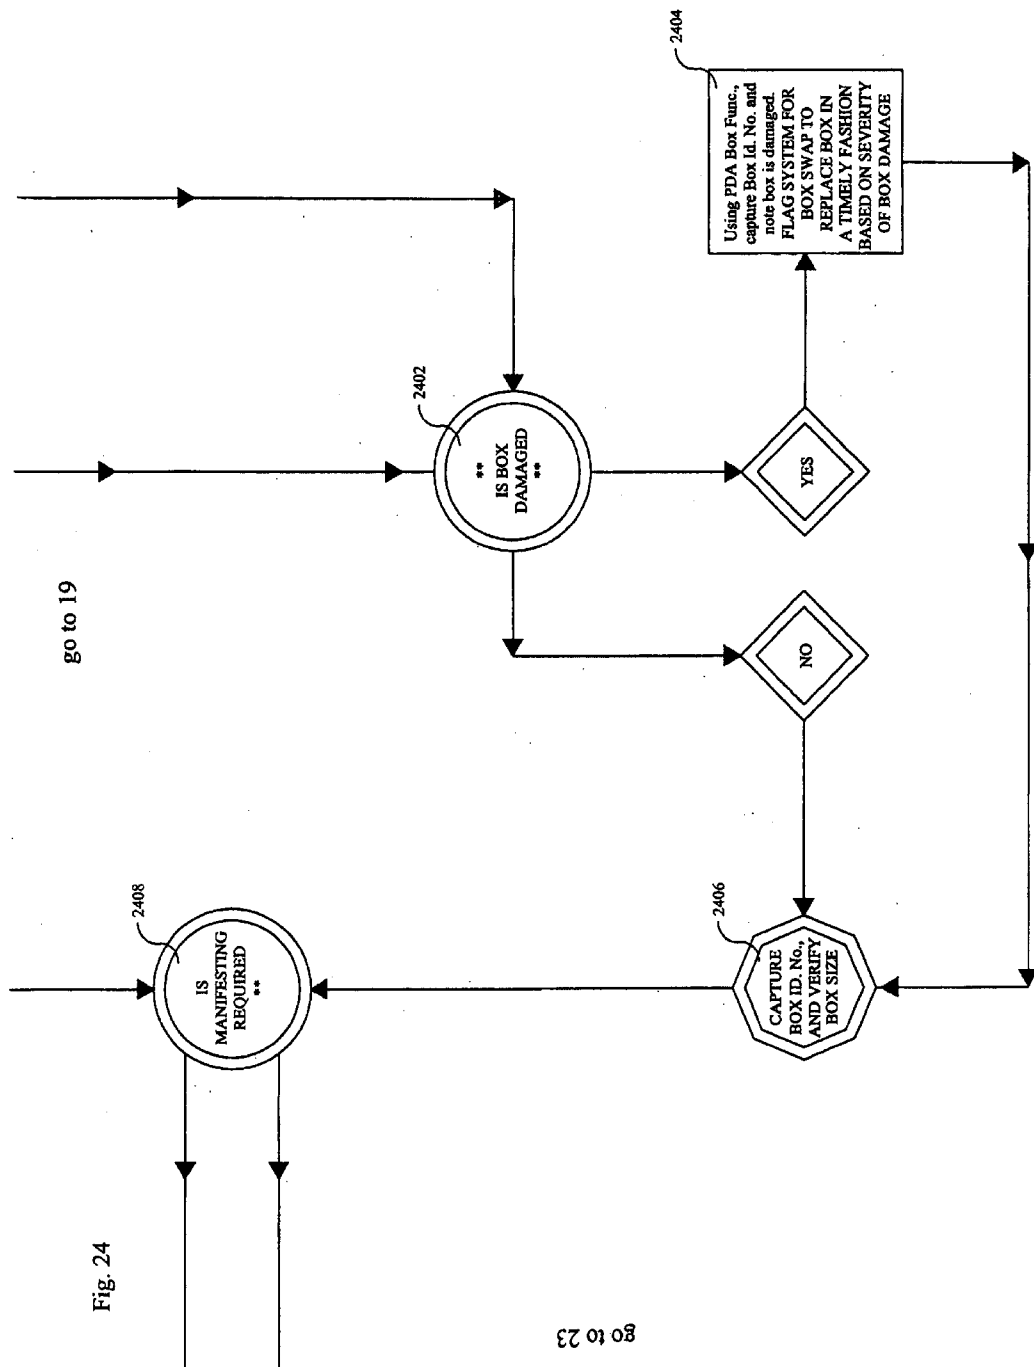 Fig. 24
go to 19
go to 23
2408
IS
MANIFESTING
REQUIRED
**
2402
**
IS BOX
DAMAGED
**
2404
Using PDA Box Func.,
capture Box Id. No. and
note box is damaged.
FLAG SYSTEM FOR
BOX SWAP TO
REPLACE BOX IN
A TIMELY FASHION
BASED ON SEVERITY
OF BOX DAMAGE
YES
NO
2406
CAPTURE
BOX ID. No.,
AND VERIFY
BOX SIZE